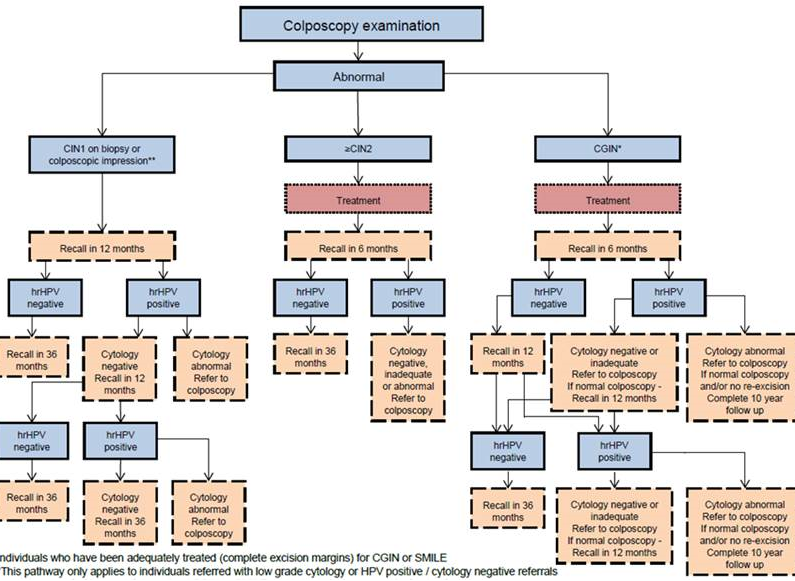 Colposcopy examination
Abnormal
CIN1 on biopsy or
colposcopic impression**
≥CIN2
CGIN*
Treatment
Treatment
Recall in 12 months
Recall in 6 months
Recall in 6 months
hrHPV
negative
hrHPV
positive
hrHPV
negative
hrHPV
positive
hrHPV
negative
hrHPV
positive
Recall in 36
months
Cytology
negative
Recall in 12
months
Cytology
abnormal
Refer to
colposcopy
Recall in 36
months
Cytology
negative,
inadequate
or abnormal
Refer to
colposcopy
Recall in 12
months
Cytology negative or
inadequate
Refer to colposcopy
If normal colposcopy -
Recall in 12 months
Cytology abnormal
Refer to colposcopy
If normal colposcopy
and/or no re-excision
Complete 10 year
follow up
hrHPV
negative
hrHPV
positive
hrHPV
negative
hrHPV
positive
Recall in 36
months
Cytology
negative
Recall in 36
months
Cytology
abnormal
Refer to
colposcopy
Recall in 36
months
Cytology negative or
inadequate
Refer to colposcopy
If normal colposcopy -
Recall in 12 months
Cytology abnormal
Refer to colposcopy
If normal colposcopy
and/or no re-excision
Complete 10 year
follow up
ndividuals who have been adequately treated (complete excision margins) for CGIN or SMILE
This pathway only applies to individuals referred with low grade cytology or HPV positive / cytology negative referrals